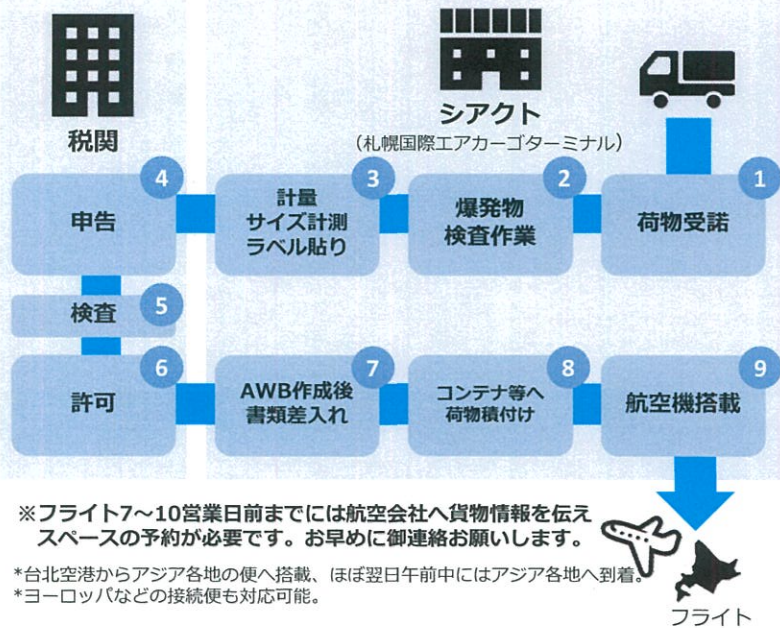 税関
シアクト
(札幌国際エアカーゴターミナル)
1
荷物受諾
2
爆発物
検査作業
3
計量
サイズ計測
ラベル貼り
4
申告
5
検査
6
許可
7
AWB作成後
書類差入れ
8
コンテナ等へ
荷物積付け
9
航空機搭載
※フライト7～10営業日前までには航空会社へ貨物情報を伝え
スペースの予約が必要です。お早めに御連絡お願いします。
*台北空港からアジア各地の便へ搭載、ほぼ翌日午前中にはアジア各地へ到着。
*ヨーロッパなどの接続便も対応可能。
フライト